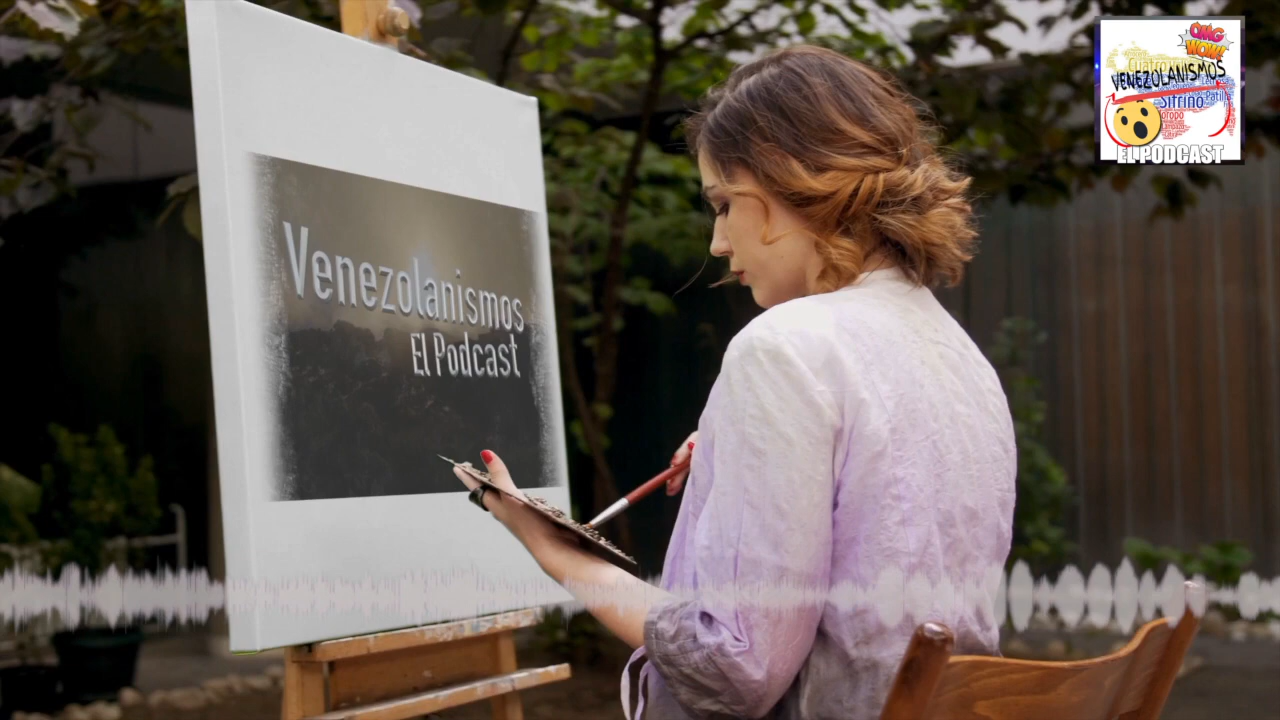 Venezolanismos
El Podcast
OMG
WOW!
VENEZOLANISMOS
Sifrino
EL PODCAST